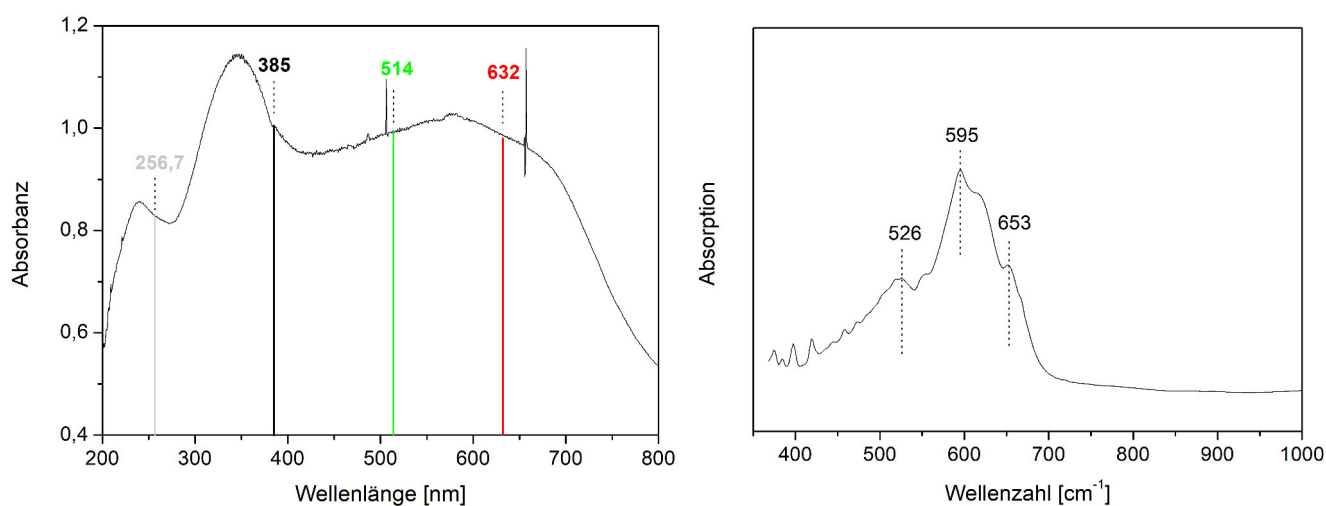 1,2
1,0
0,8
0,6
0,4
Absorbanz
256,7
385
514
632
200 300 400 500 600 700 800
Wellenlänge [nm]
Absorption
526
595
653
400 500 600 700 800 900 1000
Wellenzahl [cm⁻¹]